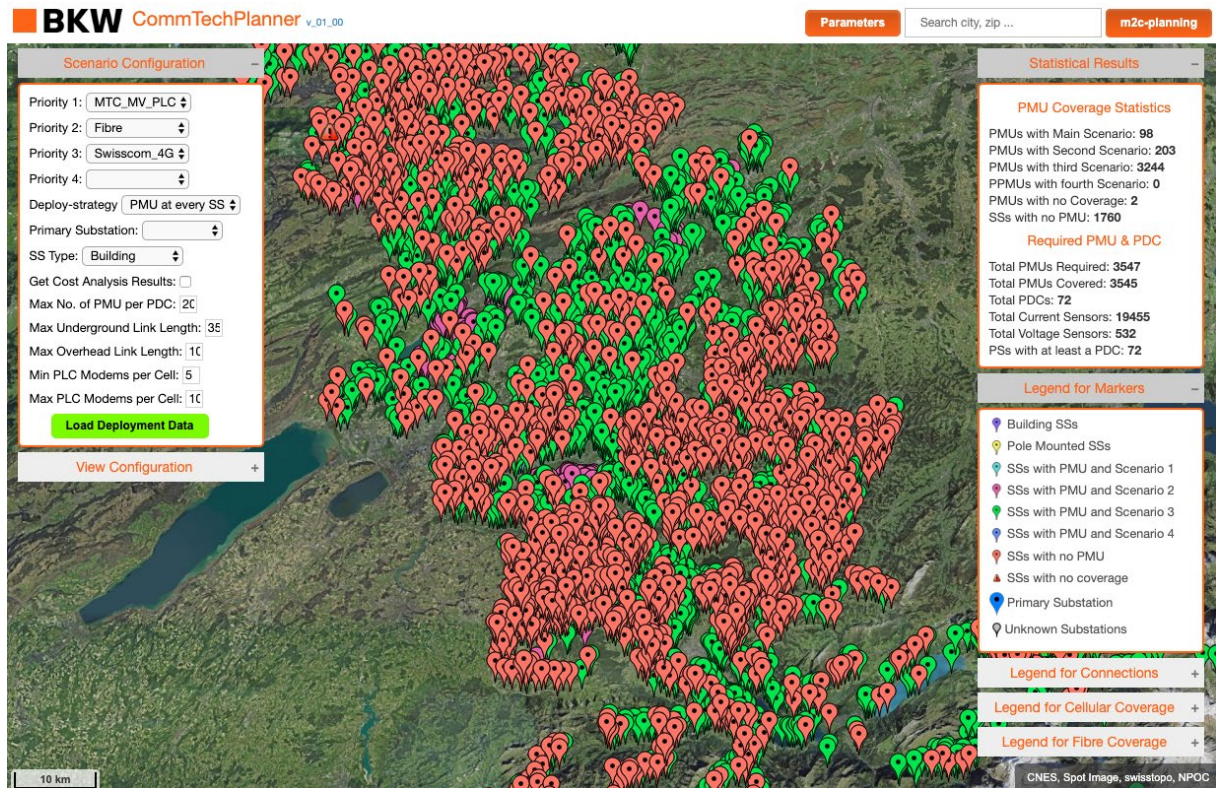 BKW CommTechPlanner v_01_00
Parameters
Search city, zip ...
m2c-planning
Scenario Configuration −
Priority 1: MTC_MV_PLC
Priority 2: Fibre
Priority 3: Swisscom_4G
Priority 4:
Deploy-strategy PMU at every SS
Primary Substation:
SS Type: Building
Get Cost Analysis Results:
Max No. of PMU per PDC: 20
Max Underground Link Length: 35
Max Overhead Link Length: 10
Min PLC Modems per Cell: 5
Max PLC Modems per Cell: 10
Load Deployment Data
View Configuration +
Statistical Results −
PMU Coverage Statistics
PMUs with Main Scenario: 98
PMUs with Second Scenario: 203
PMUs with third Scenario: 3244
PPMUs with fourth Scenario: 0
PMUs with no Coverage: 2
SSs with no PMU: 1760
Required PMU & PDC
Total PMUs Required: 3547
Total PMUs Covered: 3545
Total PDCs: 72
Total Current Sensors: 19455
Total Voltage Sensors: 532
PSs with at least a PDC: 72
Legend for Markers −
Building SSs
Pole Mounted SSs
SSs with PMU and Scenario 1
SSs with PMU and Scenario 2
SSs with PMU and Scenario 3
SSs with PMU and Scenario 4
SSs with no PMU
SSs with no coverage
Primary Substation
Unknown Substations
Legend for Connections +
Legend for Cellular Coverage +
Legend for Fibre Coverage +
10 km
CNES, Spot Image, swisstopo, NPOC